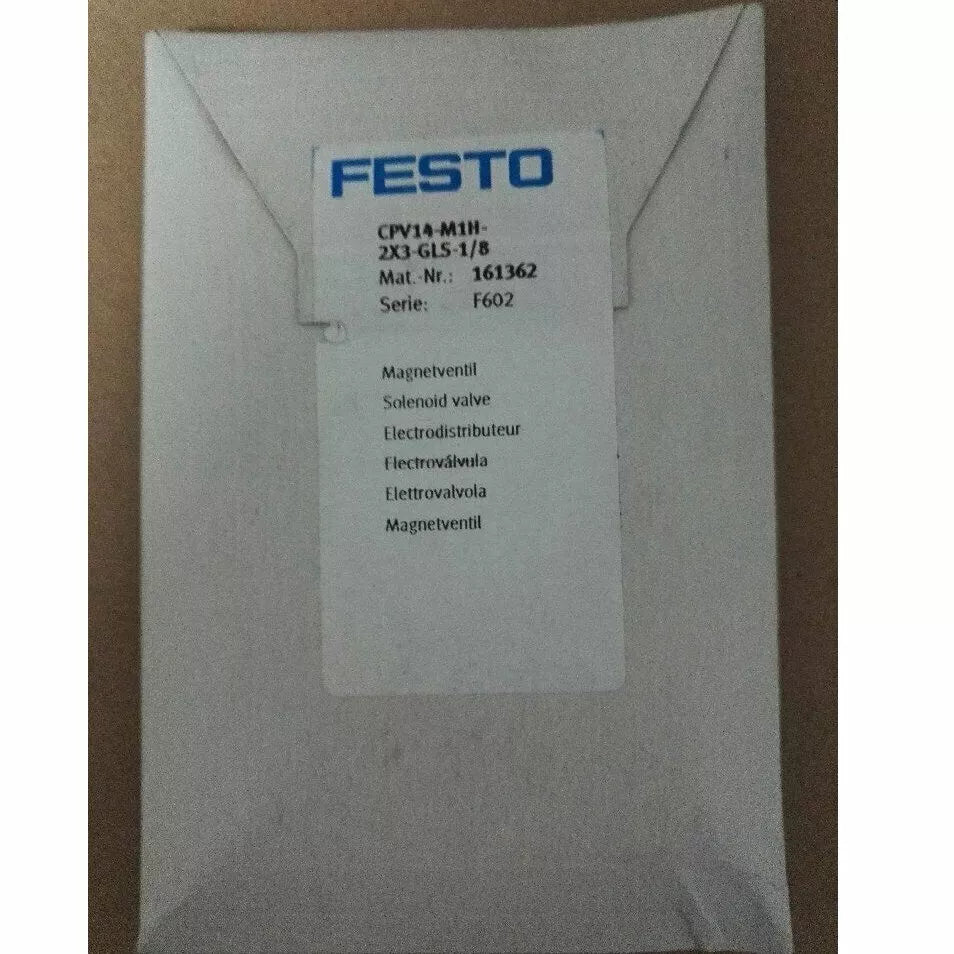 FESTO
CPV14-M1H-
2X3-GLS-1/8
Mat.-Nr.: 161362
Serie: F602
Magnetventil
Solenoid valve
Electrodistributeur
Electroválvula
Elettrovalvola
Magnetventil